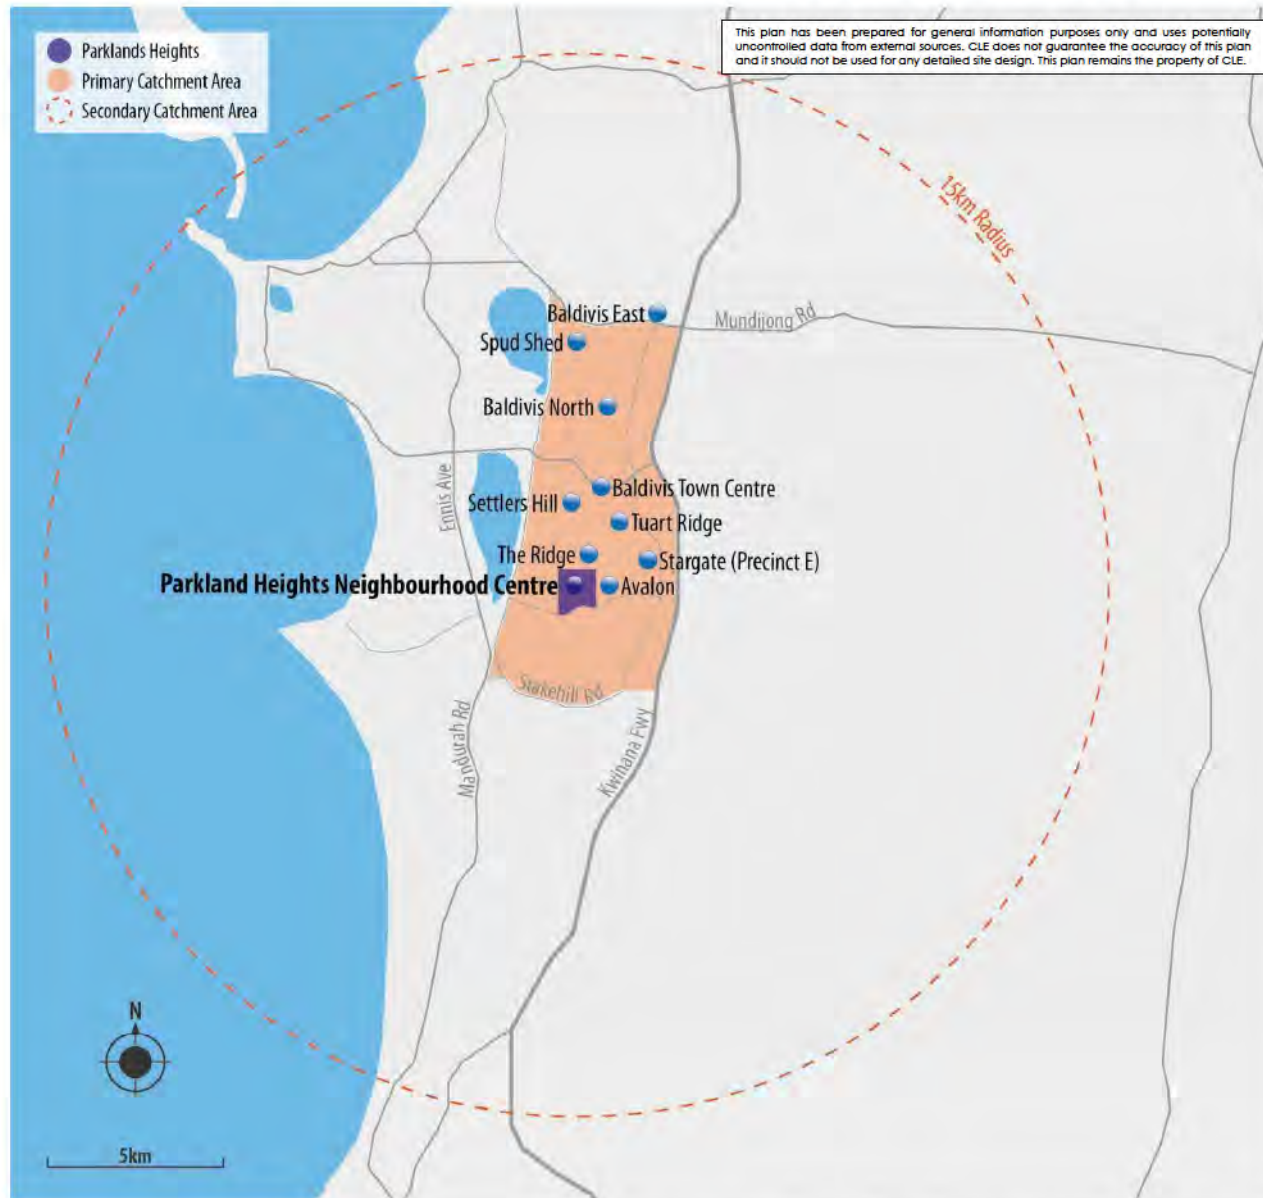 Parklands Heights
Primary Catchment Area
Secondary Catchment Area
This plan has been prepared for general information purposes only and uses potentially
uncontrolled data from external sources. CLE does not guarantee the accuracy of this plan
and it should not be used for any detailed site design. This plan remains the property of CLE.
15km Radius
Baldivis East
Mundijong Rd
Spud Shed
Baldivis North
Ennis Ave
Baldivis Town Centre
Settlers Hill
Tuart Ridge
The Ridge
Stargate (Precinct E)
Parkland Heights Neighbourhood Centre
Avalon
Stakehill Rd
Mandurah Rd
Kwinana Fwy
N
5km